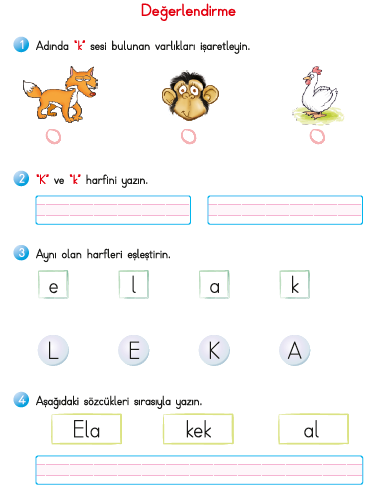 Değerlendirme
1 Adında "k" sesi bulunan varlıkları işaretleyin.
2 "K" ve "k" harfini yazın.
3 Aynı olan harfleri eşleştirin.
e l a k
L E K A
4 Aşağıdaki sözcükleri sırasıyla yazın.
Ela kek al